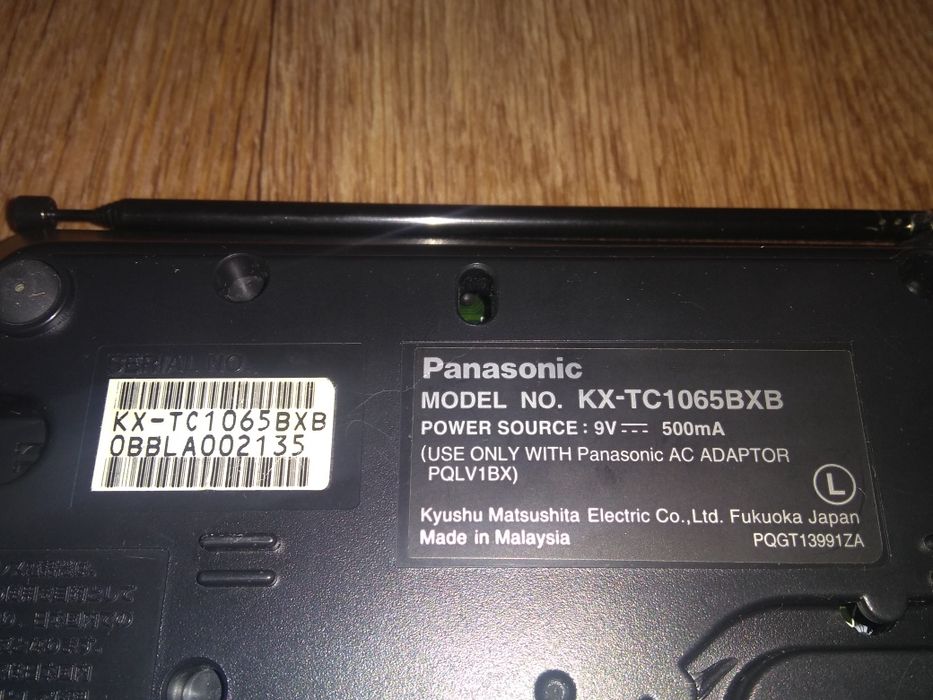 SERIAL NO.
KX-TC1065BXB
0BBLA002135
Panasonic
MODEL NO. KX-TC1065BXB
POWER SOURCE : 9V 500mA
(USE ONLY WITH Panasonic AC ADAPTOR
PQLV1BX)
L
Kyushu Matsushita Electric Co.,Ltd. Fukuoka Japan
Made in Malaysia
PQGT13991ZA